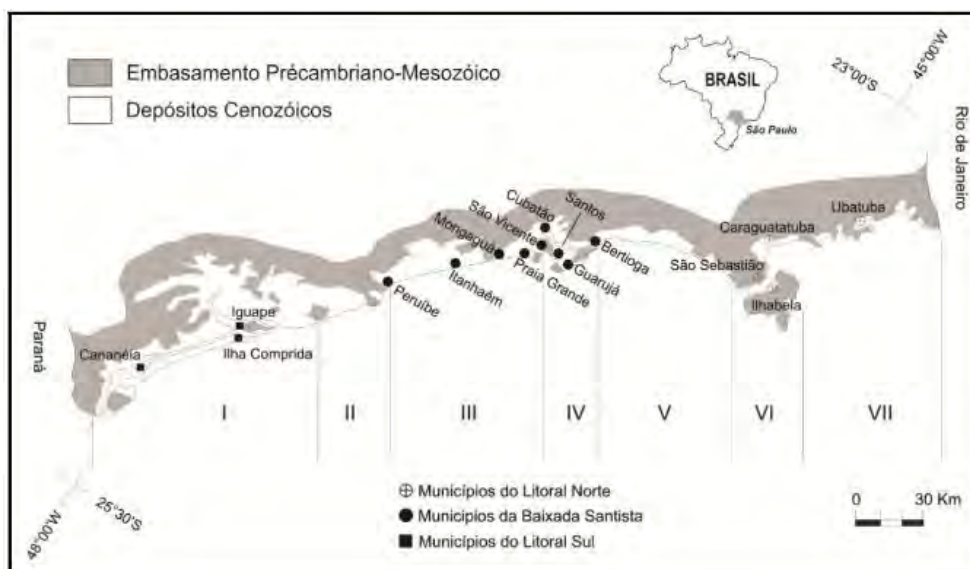 Embasamento Précambriano-Mesozóico
Depósitos Cenozóicos
BRASIL
São Paulo
23°00'S
45°00'W
Rio de Janeiro
Paraná
Cananéia
Iguape
Ilha Comprida
Peruíbe
Itanhaém
Mongaguá
Praia Grande
São Vicente
Cubatão
Santos
Guarujá
Bertioga
São Sebastião
Caraguatatuba
Ilhabela
Ubatuba
I
II
III
IV
V
VI
VII
48°00'W
25°30'S
Municípios do Litoral Norte
Municípios da Baixada Santista
Municípios do Litoral Sul
0 30 Km